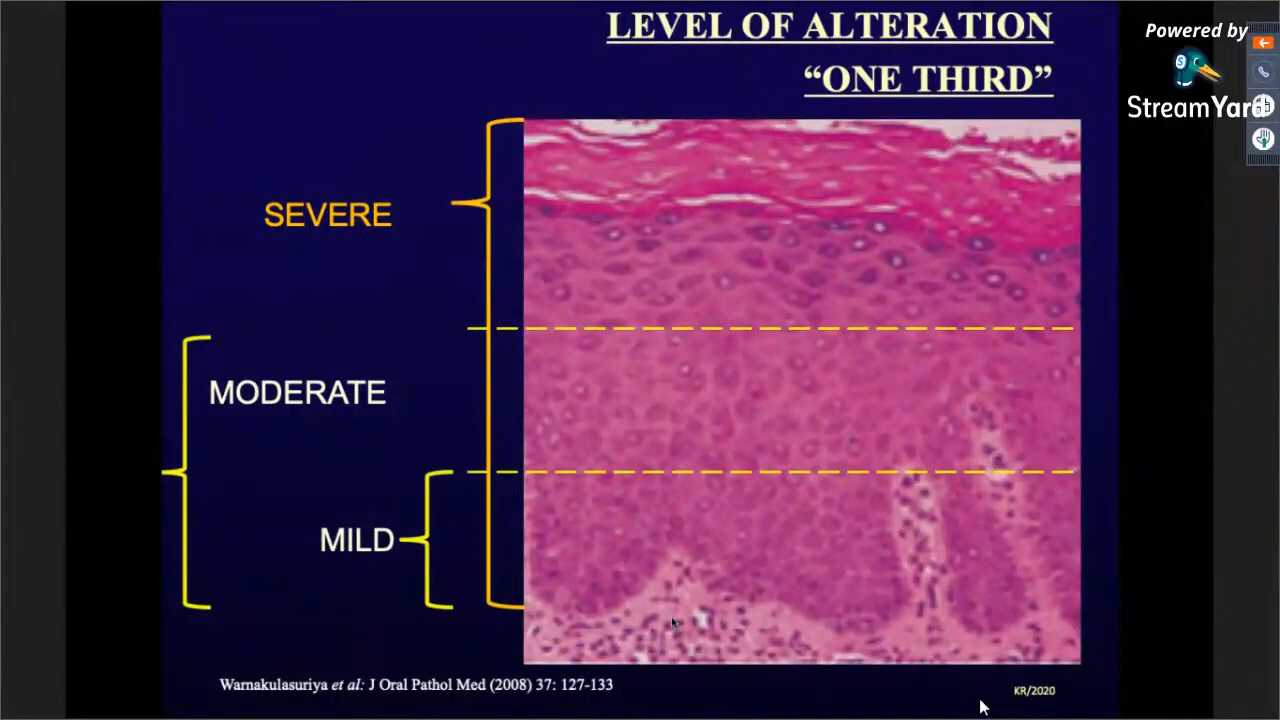 LEVEL OF ALTERATION
“ONE THIRD”
Powered by
StreamYard
SEVERE
MODERATE
MILD
Warnakulasuriya et al: J Oral Pathol Med (2008) 37: 127-133
KR/2020